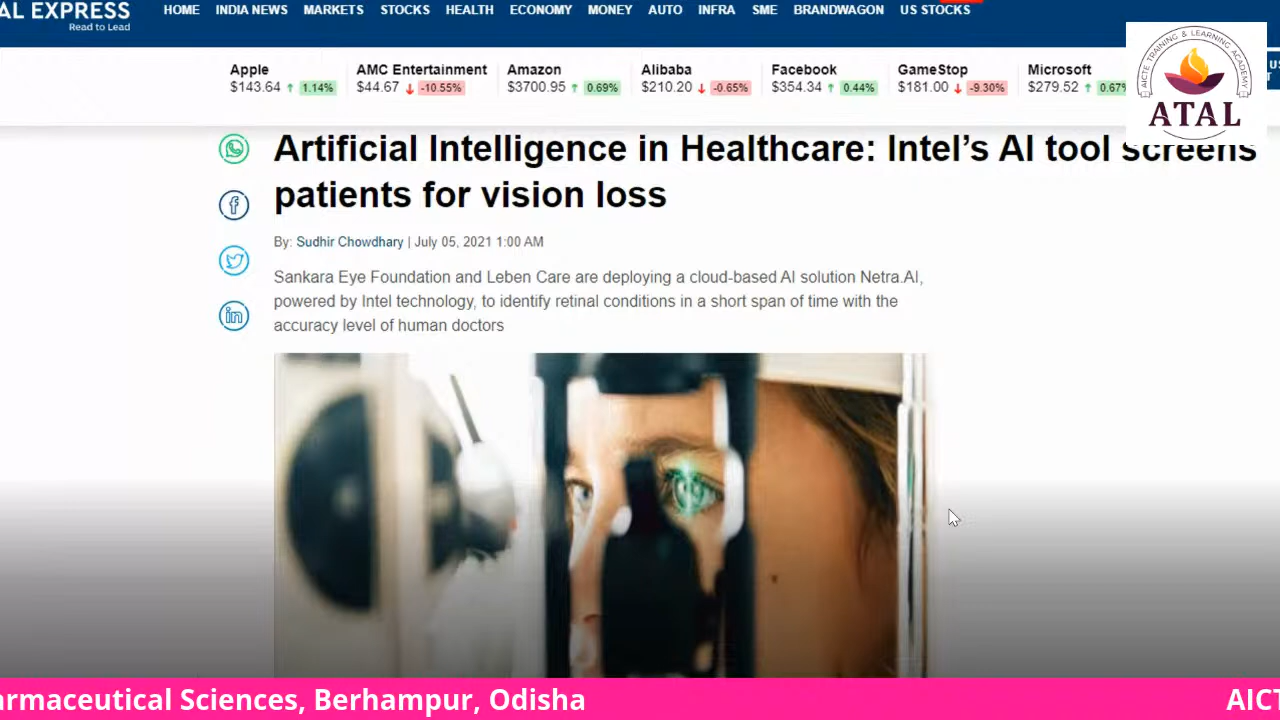 AL EXPRESS
Read to Lead
HOME INDIA NEWS MARKETS STOCKS HEALTH ECONOMY MONEY AUTO INFRA SME BRANDWAGON US STOCKS
Apple AMC Entertainment Amazon Alibaba Facebook GameStop Microsoft
$143.64 ↑ 1.14% $44.67 ↓ -10.55% $3700.95 ↑ 0.69% $210.20 ↓ -0.65% $354.34 ↑ 0.44% $181.00 ↓ -9.30% $279.52 ↑ 0.67%
AICTE TRAINING & LEARNING ACADEMY
ATAL
Artificial Intelligence in Healthcare: Intel’s AI tool screens
patients for vision loss
By: Sudhir Chowdhary | July 05, 2021 1:00 AM
Sankara Eye Foundation and Leben Care are deploying a cloud-based AI solution Netra.AI,
powered by Intel technology, to identify retinal conditions in a short span of time with the
accuracy level of human doctors
armaceutical Sciences, Berhampur, Odisha AICT